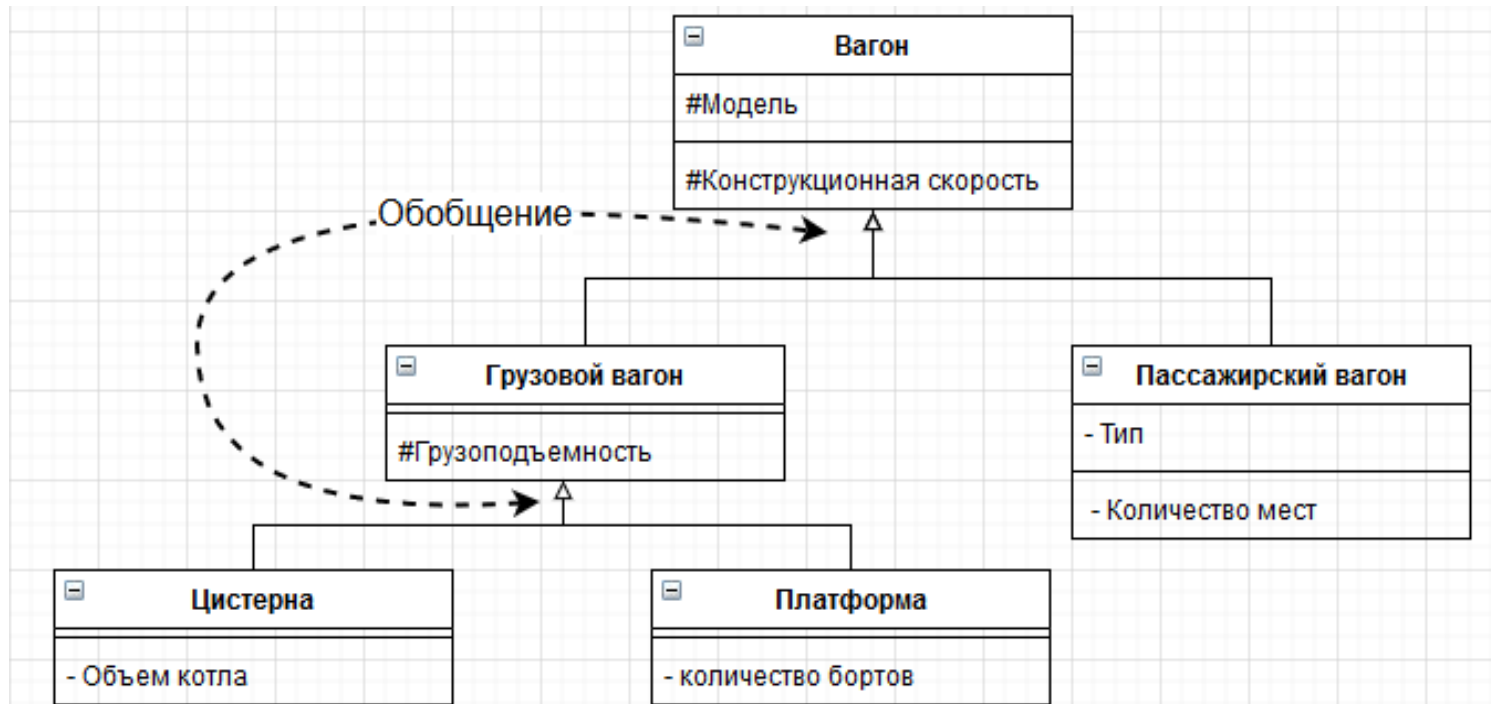 Вагон
#Модель
#Конструкционная скорость
Обобщение
Грузовой вагон
#Грузоподъемность
Пассажирский вагон
- Тип
- Количество мест
Цистерна
- Объем котла
Платформа
- количество бортов